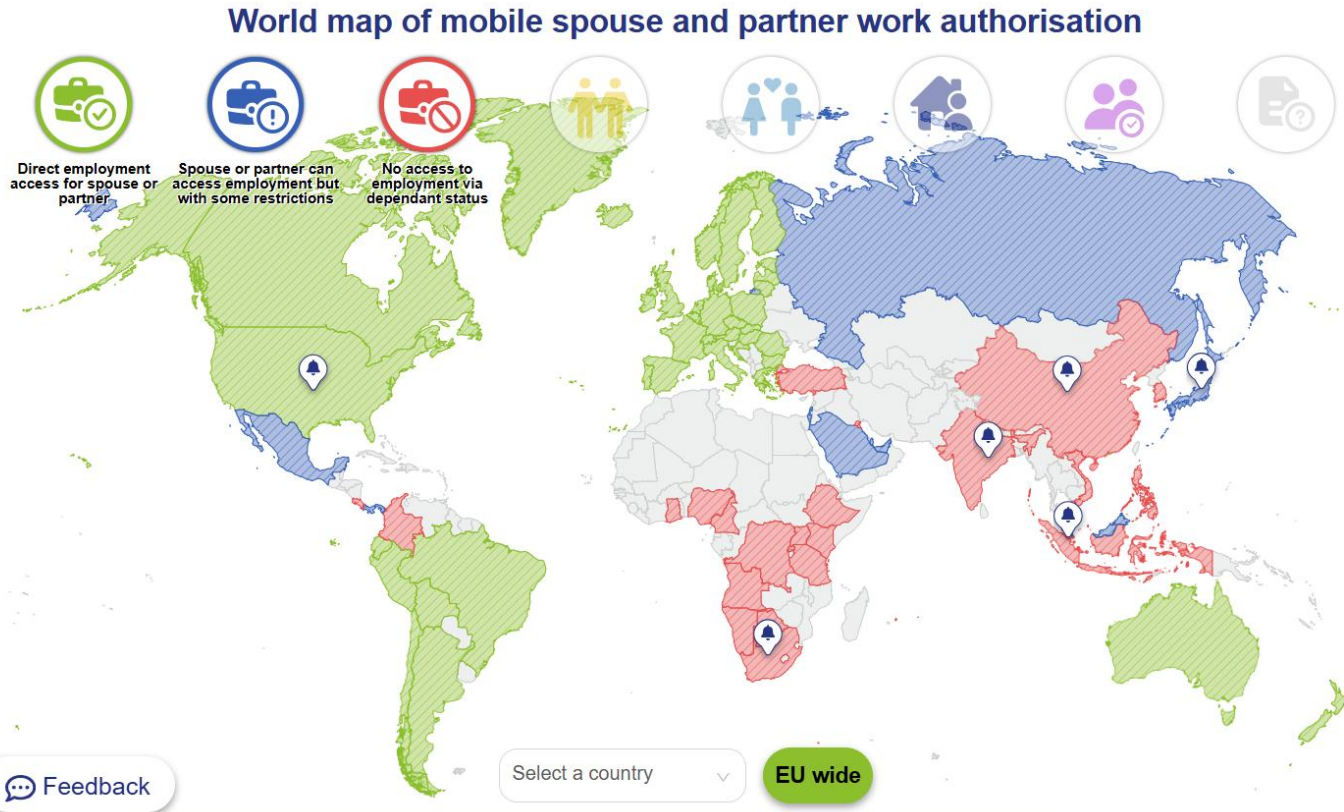 World map of mobile spouse and partner work authorisation
Direct employment
access for spouse or
partner
Spouse or partner can
access employment but
with some restrictions
No access to
employment via
dependant status
Feedback
Select a country
EU wide